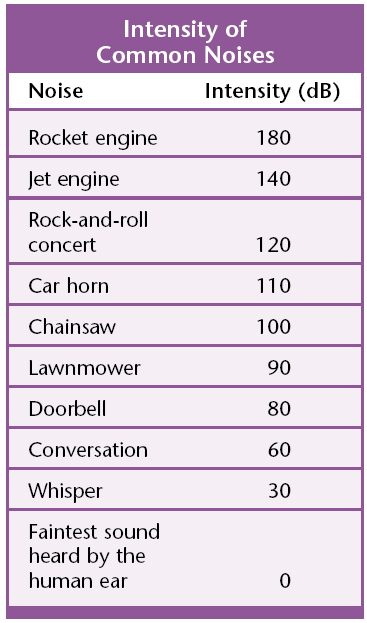 Intensity of
Common Noises
Noise Intensity (dB)
Rocket engine 180
Jet engine 140
Rock-and-roll
concert 120
Car horn 110
Chainsaw 100
Lawnmower 90
Doorbell 80
Conversation 60
Whisper 30
Faintest sound
heard by the
human ear 0